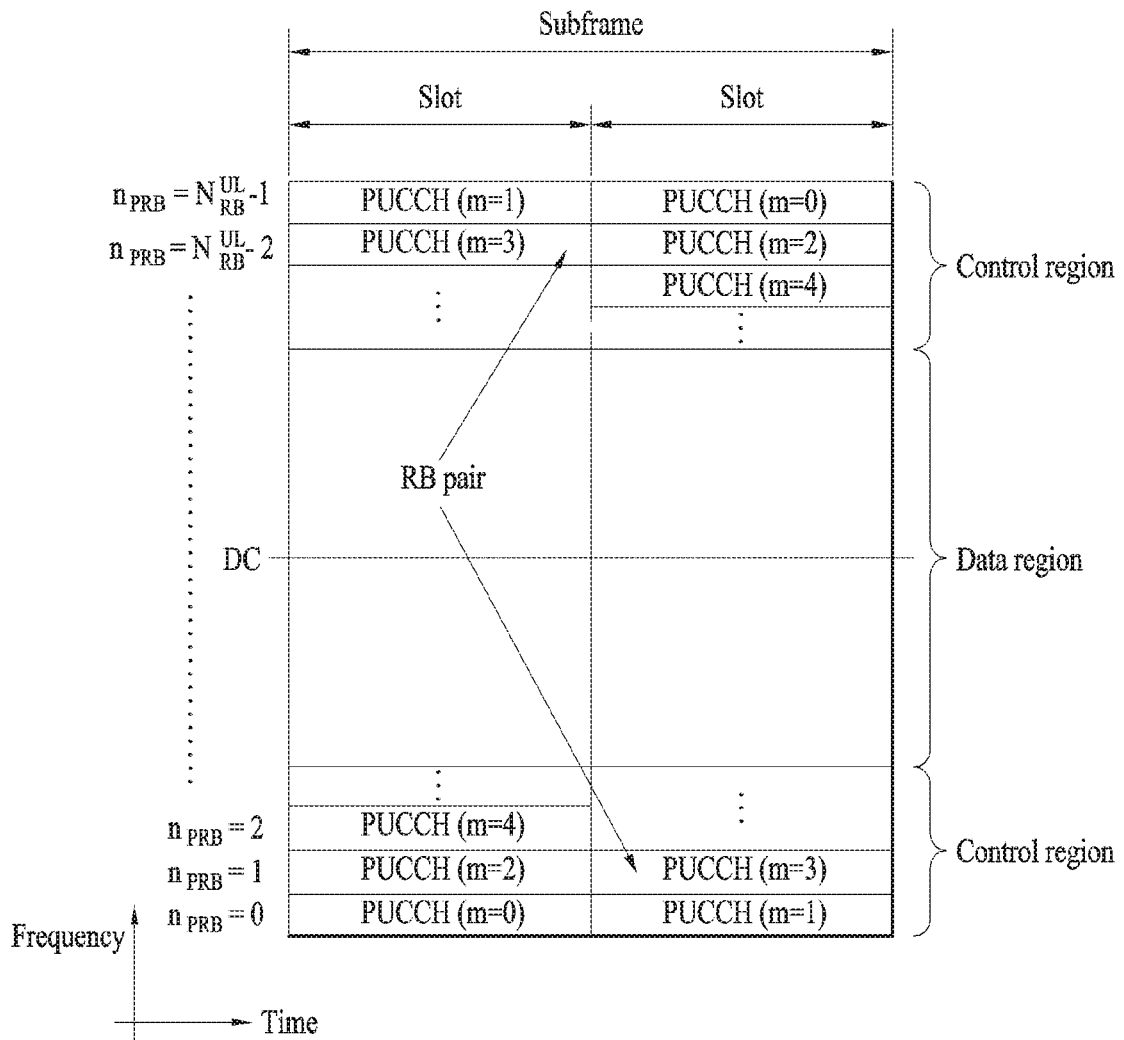 Subframe
Slot Slot
n PRB = N UL RB -1 PUCCH (m=1) PUCCH (m=0)
n PRB = N UL RB - 2 PUCCH (m=3) PUCCH (m=2)
PUCCH (m=4)
Control region
RB pair
DC
Data region
n PRB = 2 PUCCH (m=4)
Control region
n PRB = 1 PUCCH (m=2) PUCCH (m=3)
n PRB = 0 PUCCH (m=0) PUCCH (m=1)
Frequency
Time